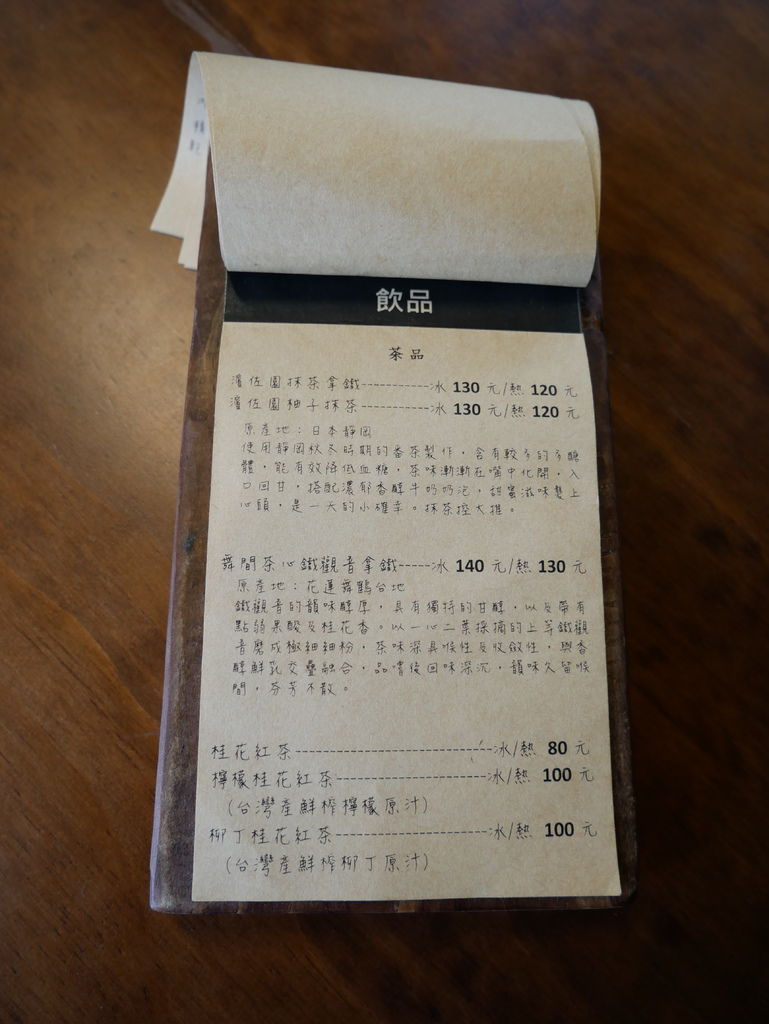 飲品
茶品
濱佐園抹茶拿鐵-----------冰 130 元/熱 120 元
濱佐園柚子抹茶-----------冰 130 元/熱 120 元
原產地：日本靜岡
使用靜岡秋冬時期的番茶製作，含有較多的多醣
體，能有效降低血糖，茶味漸漸在嘴中化開，入
口回甘，搭配濃郁香醇牛奶奶泡，甜蜜滋味雙上
心頭，是一天的小確幸。抹茶控大推。
舞間茶心鐵觀音拿鐵-----冰 140 元/熱 130 元
原產地：花蓮舞鶴台地
鐵觀音的韻味醇厚，具有獨特的甘醇，以及帶有
點弱果酸及桂花香。以一心二葉採摘的上等鐵觀
音磨成極細細粉，茶味深具喉性及收斂性，與香
醇鮮乳交疊融合，品嚐後回味深沉，韻味久留喉
間，芬芳不散。
桂花紅茶------------------------------冰/熱 80 元
檸檬桂花紅茶-----------------------冰/熱 100 元
（台灣產鮮榨檸檬原汁）
柳丁桂花紅茶-----------------------冰/熱 100 元
（台灣產鮮榨柳丁原汁）